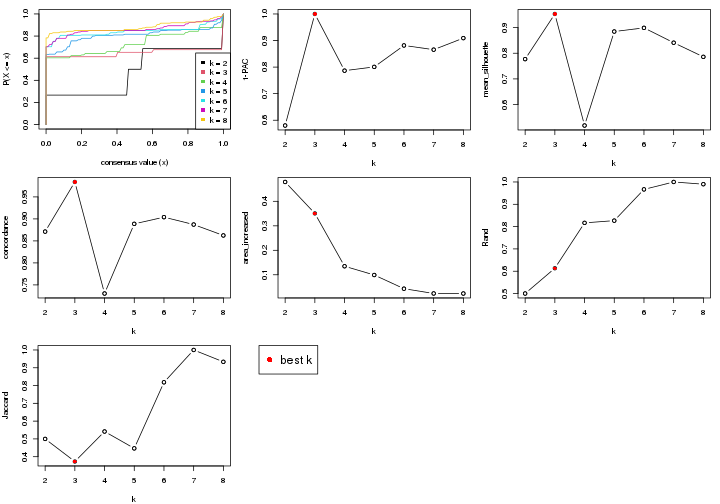 P(X <= x)
0.0 0.2 0.4 0.6 0.8 1.0
k = 2
k = 3
k = 4
k = 5
k = 6
k = 7
k = 8
0.0 0.2 0.4 0.6 0.8 1.0
consensus value (x)
1-PAC
0.6 0.7 0.8 0.9 1.0
2 3 4 5 6 7 8
k
mean_silhouette
0.6 0.7 0.8 0.9
2 3 4 5 6 7 8
k
concordance
0.75 0.80 0.85 0.90 0.95
2 3 4 5 6 7 8
k
area_increased
0.1 0.2 0.3 0.4
2 3 4 5 6 7 8
k
Rand
0.5 0.6 0.7 0.8 0.9 1.0
2 3 4 5 6 7 8
k
Jaccard
0.4 0.5 0.6 0.7 0.8 0.9 1.0
2 3 4 5 6 7 8
k
best k